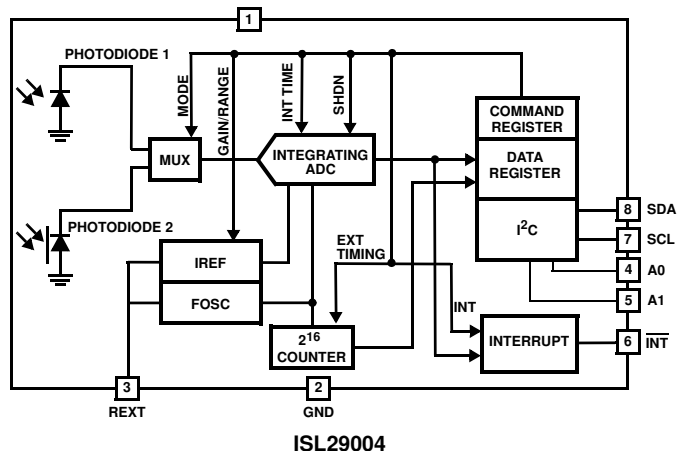 1
PHOTODIODE 1
MODE
GAIN/RANGE
INT TIME
SHDN
COMMAND
REGISTER
MUX
INTEGRATING
ADC
DATA
REGISTER
PHOTODIODE 2
I²C
8 SDA
7 SCL
4 A0
5 A1
EXT
TIMING
IREF
FOSC
INT
2¹⁶
COUNTER
INTERRUPT
6 INT
3
REXT
2
GND
ISL29004